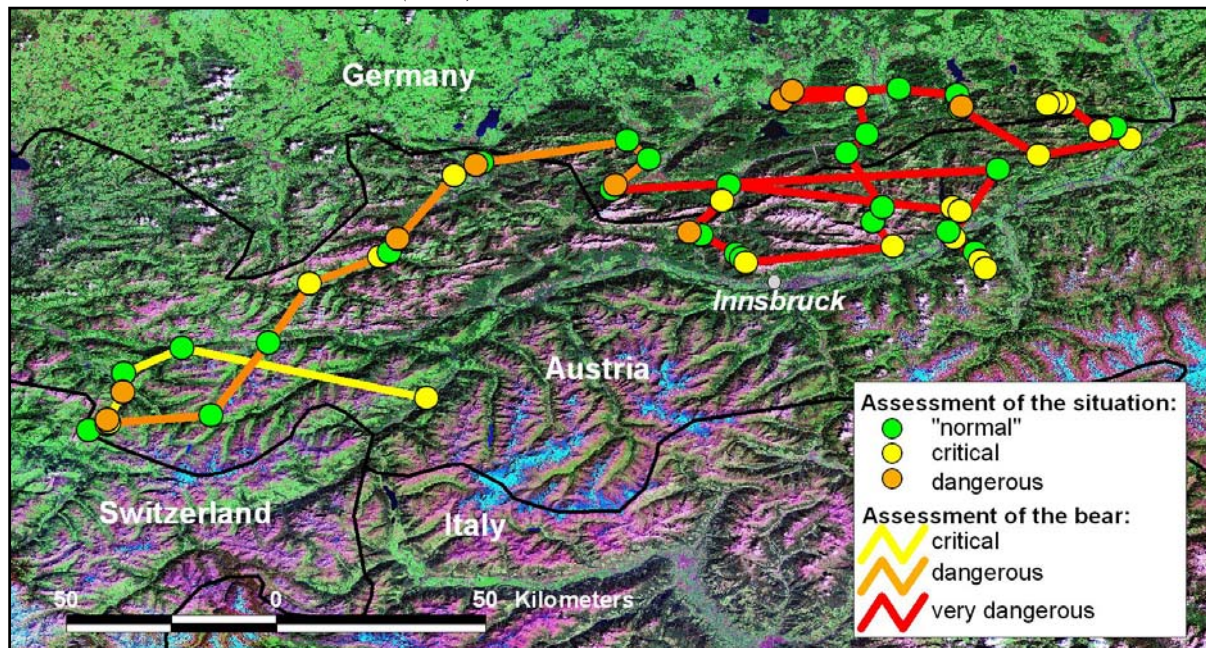 Germany
Innsbruck
Austria
Switzerland
Italy
50 0 50 Kilometers
Assessment of the situation:
"normal"
critical
dangerous
Assessment of the bear:
critical
dangerous
very dangerous